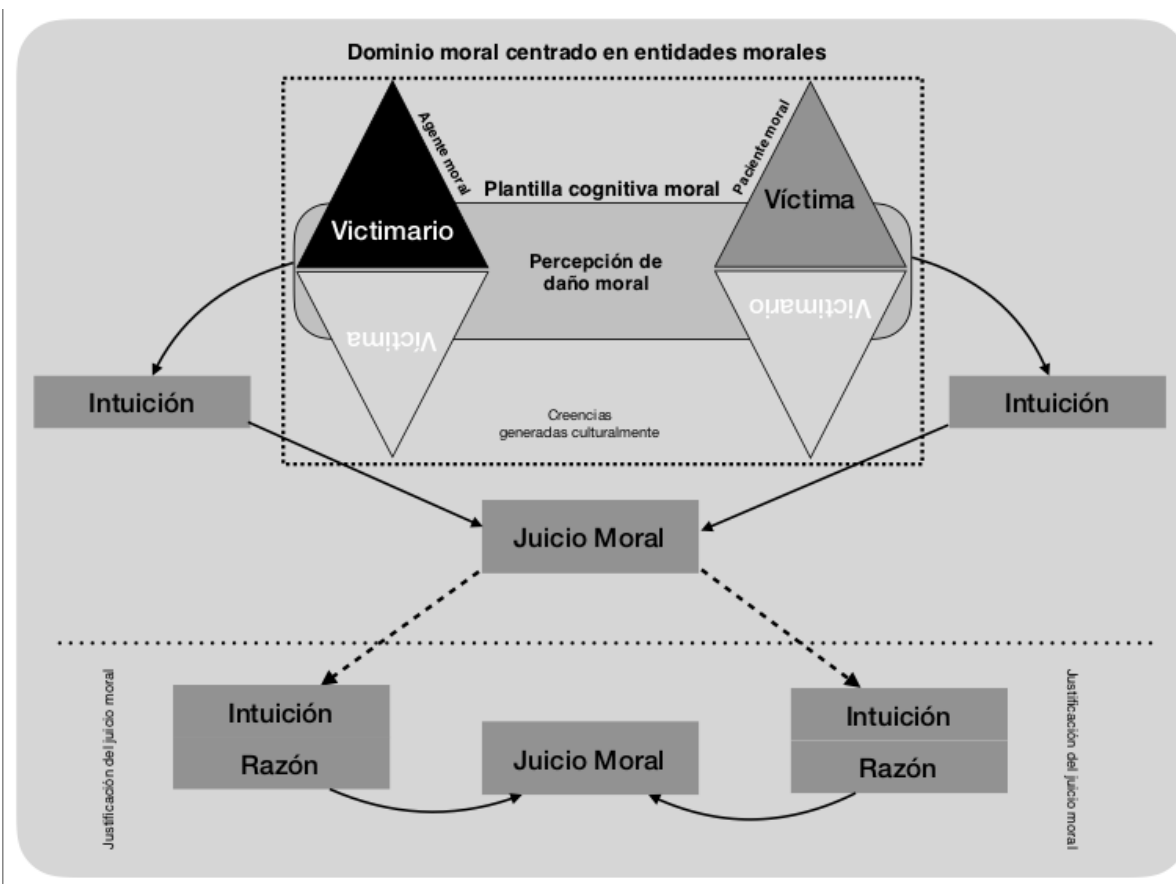 Dominio moral centrado en entidades morales
Agente moral
Paciente moral
Plantilla cognitiva moral
Victimario
Víctima
Percepción de
daño moral
Víctima
Victimario
Creencias
generadas culturalmente
Intuición
Intuición
Juicio Moral
Justificación del juicio moral
Intuición
Razón
Juicio Moral
Intuición
Razón
Justificación del juicio moral